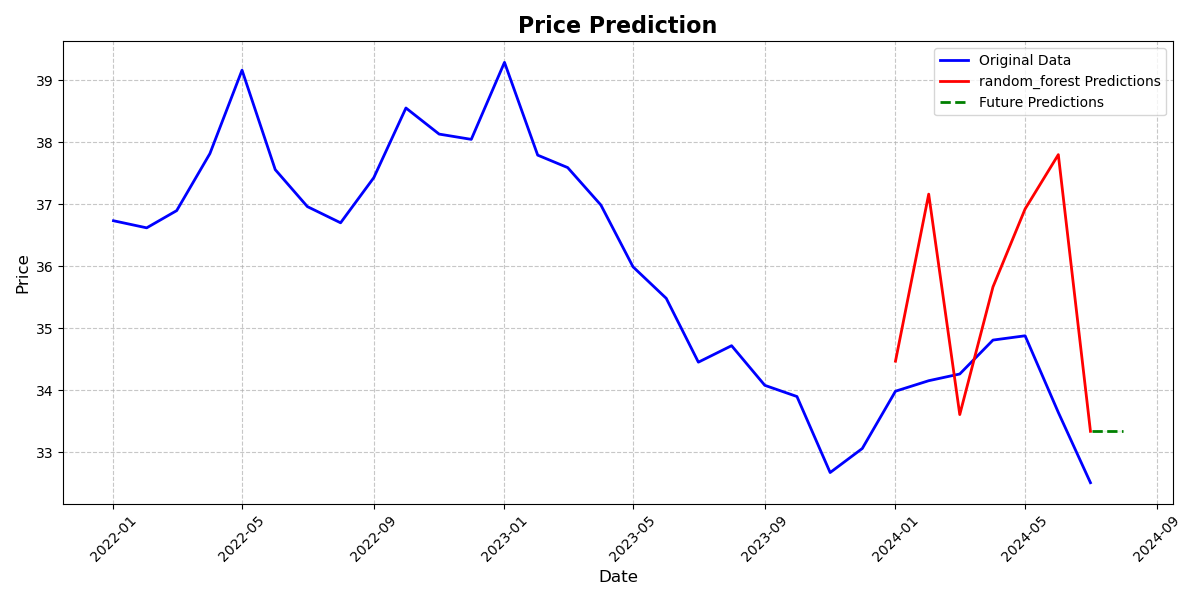 Price Prediction
Original Data
random_forest Predictions
Future Predictions
Price
39
38
37
36
35
34
33
2022-01
2022-05
2022-09
2023-01
2023-05
2023-09
2024-01
2024-05
2024-09
Date